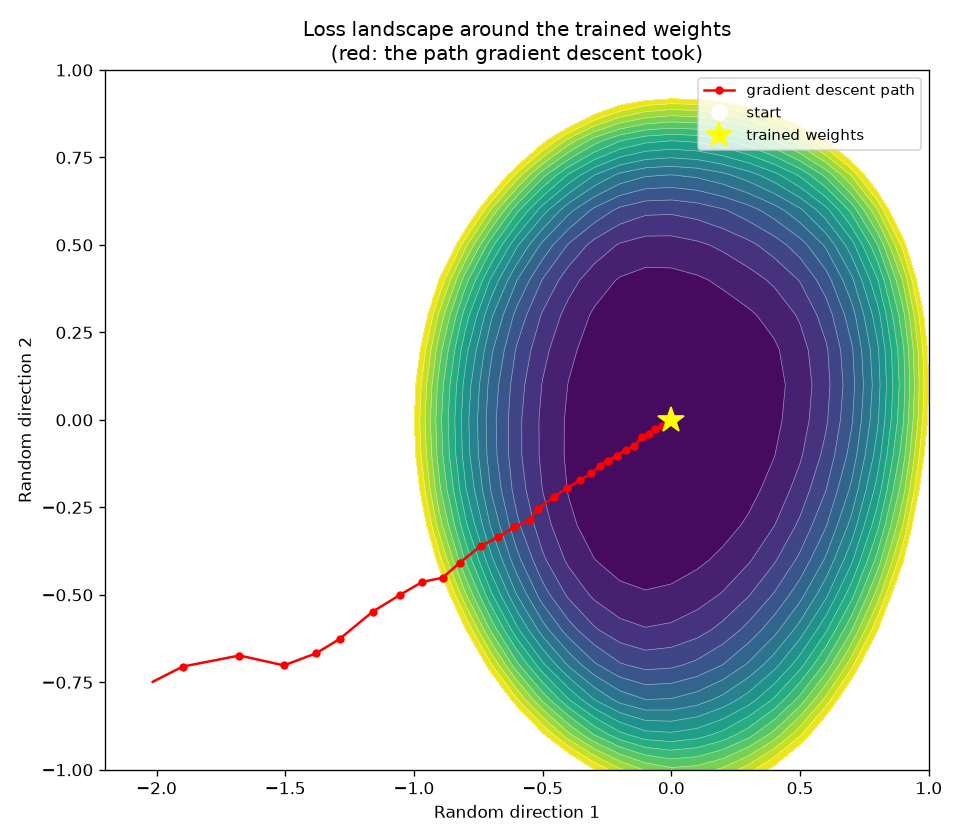 Loss landscape around the trained weights
(red: the path gradient descent took)
gradient descent path
start
trained weights
1.00
0.75
0.50
0.25
0.00
−0.25
−0.50
−0.75
−1.00
Random direction 2
−2.0 −1.5 −1.0 −0.5 0.0 0.5 1.0
Random direction 1